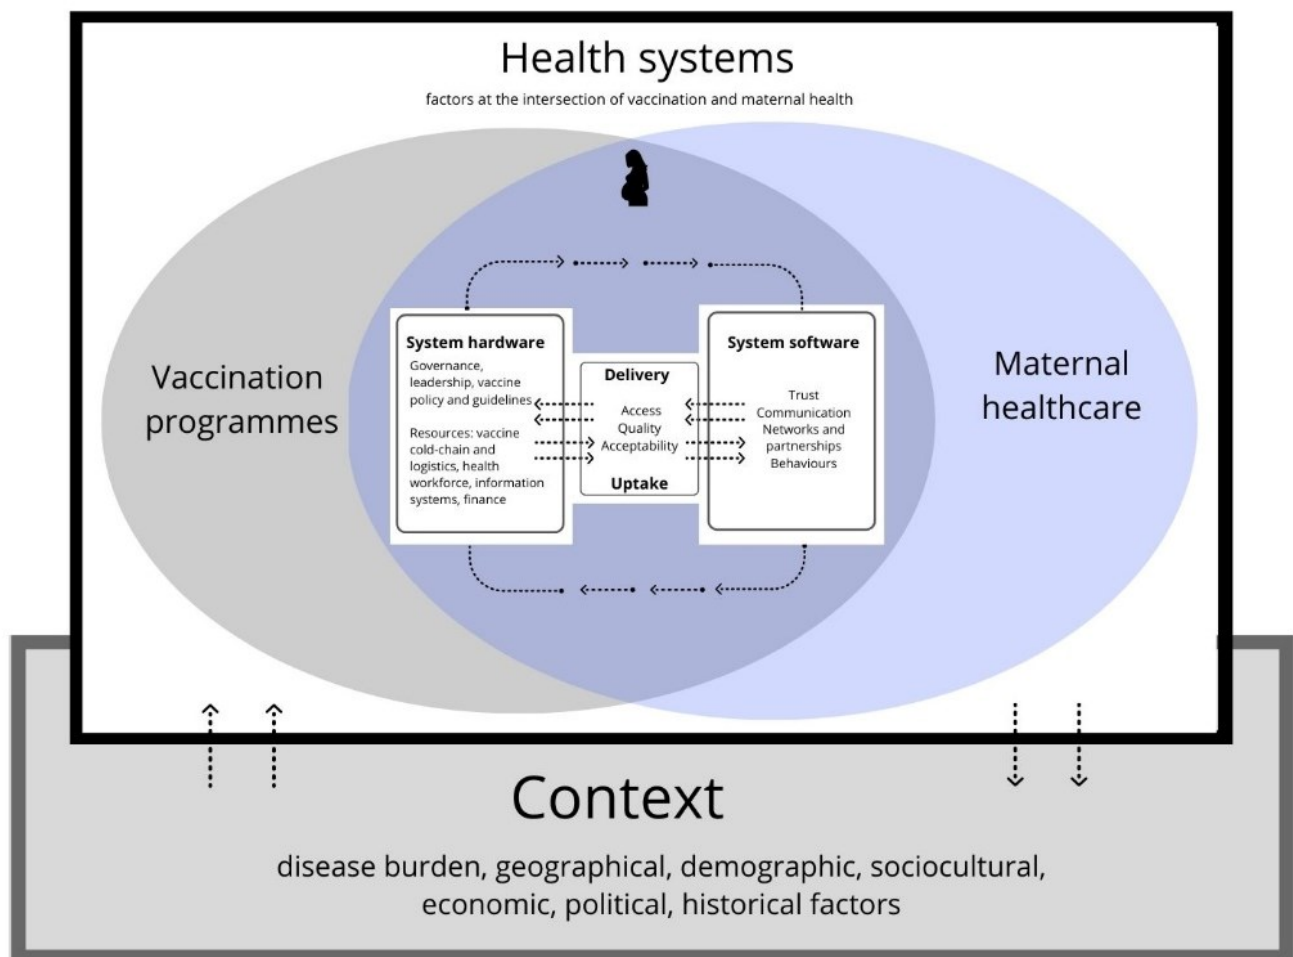 Health systems
factors at the intersection of vaccination and maternal health
Vaccination
programmes
System hardware
Governance,
leadership, vaccine
policy and guidelines
Resources: vaccine
cold-chain and
logistics, health
workforce, information
systems, finance
Delivery
Access
Quality
Acceptability
Uptake
System software
Trust
Communication
Networks and
partnerships
Behaviours
Maternal
healthcare
Context
disease burden, geographical, demographic, sociocultural,
economic, political, historical factors